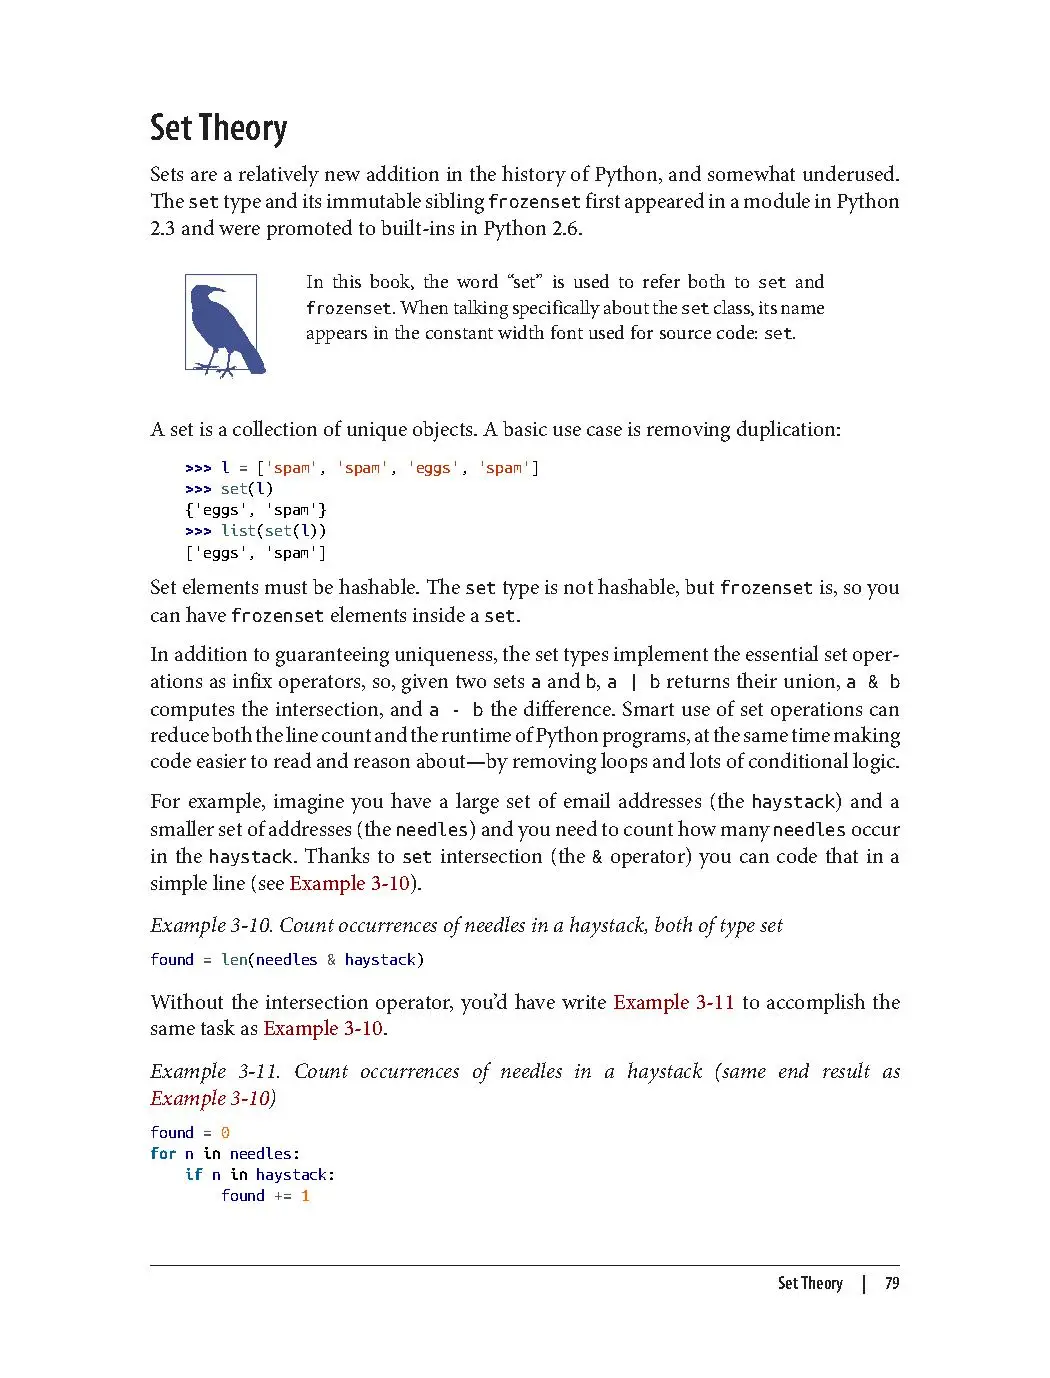 Set Theory
Sets are a relatively new addition in the history of Python, and somewhat underused.
The set type and its immutable sibling frozenset first appeared in a module in Python
2.3 and were promoted to built-ins in Python 2.6.
In this book, the word “set” is used to refer both to set and
frozenset. When talking specifically about the set class, its name
appears in the constant width font used for source code: set.
A set is a collection of unique objects. A basic use case is removing duplication:
>>> l = ['spam', 'spam', 'eggs', 'spam']
>>> set(l)
{'eggs', 'spam'}
>>> list(set(l))
['eggs', 'spam']
Set elements must be hashable. The set type is not hashable, but frozenset is, so you
can have frozenset elements inside a set.
In addition to guaranteeing uniqueness, the set types implement the essential set oper-
ations as infix operators, so, given two sets a and b, a | b returns their union, a & b
computes the intersection, and a - b the difference. Smart use of set operations can
reduce both the line count and the runtime of Python programs, at the same time making
code easier to read and reason about—by removing loops and lots of conditional logic.
For example, imagine you have a large set of email addresses (the haystack) and a
smaller set of addresses (the needles) and you need to count how many needles occur
in the haystack. Thanks to set intersection (the & operator) you can code that in a
simple line (see Example 3-10).
Example 3-10. Count occurrences of needles in a haystack, both of type set
found = len(needles & haystack)
Without the intersection operator, you’d have write Example 3-11 to accomplish the
same task as Example 3-10.
Example 3-11. Count occurrences of needles in a haystack (same end result as
Example 3-10)
found = 0
for n in needles:
    if n in haystack:
        found += 1
Set Theory | 79